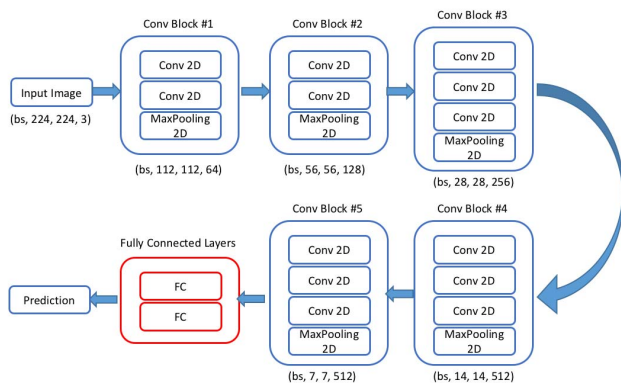 Conv Block #1
Conv Block #2
Conv Block #3
Input Image
(bs, 224, 224, 3)
Conv 2D
Conv 2D
MaxPooling
2D
(bs, 112, 112, 64)
Conv 2D
Conv 2D
MaxPooling
2D
(bs, 56, 56, 128)
Conv 2D
Conv 2D
Conv 2D
MaxPooling
2D
(bs, 28, 28, 256)
Conv Block #4
Conv 2D
Conv 2D
Conv 2D
MaxPooling
2D
(bs, 14, 14, 512)
Conv Block #5
Conv 2D
Conv 2D
Conv 2D
MaxPooling
2D
(bs, 7, 7, 512)
Fully Connected Layers
FC
FC
Prediction